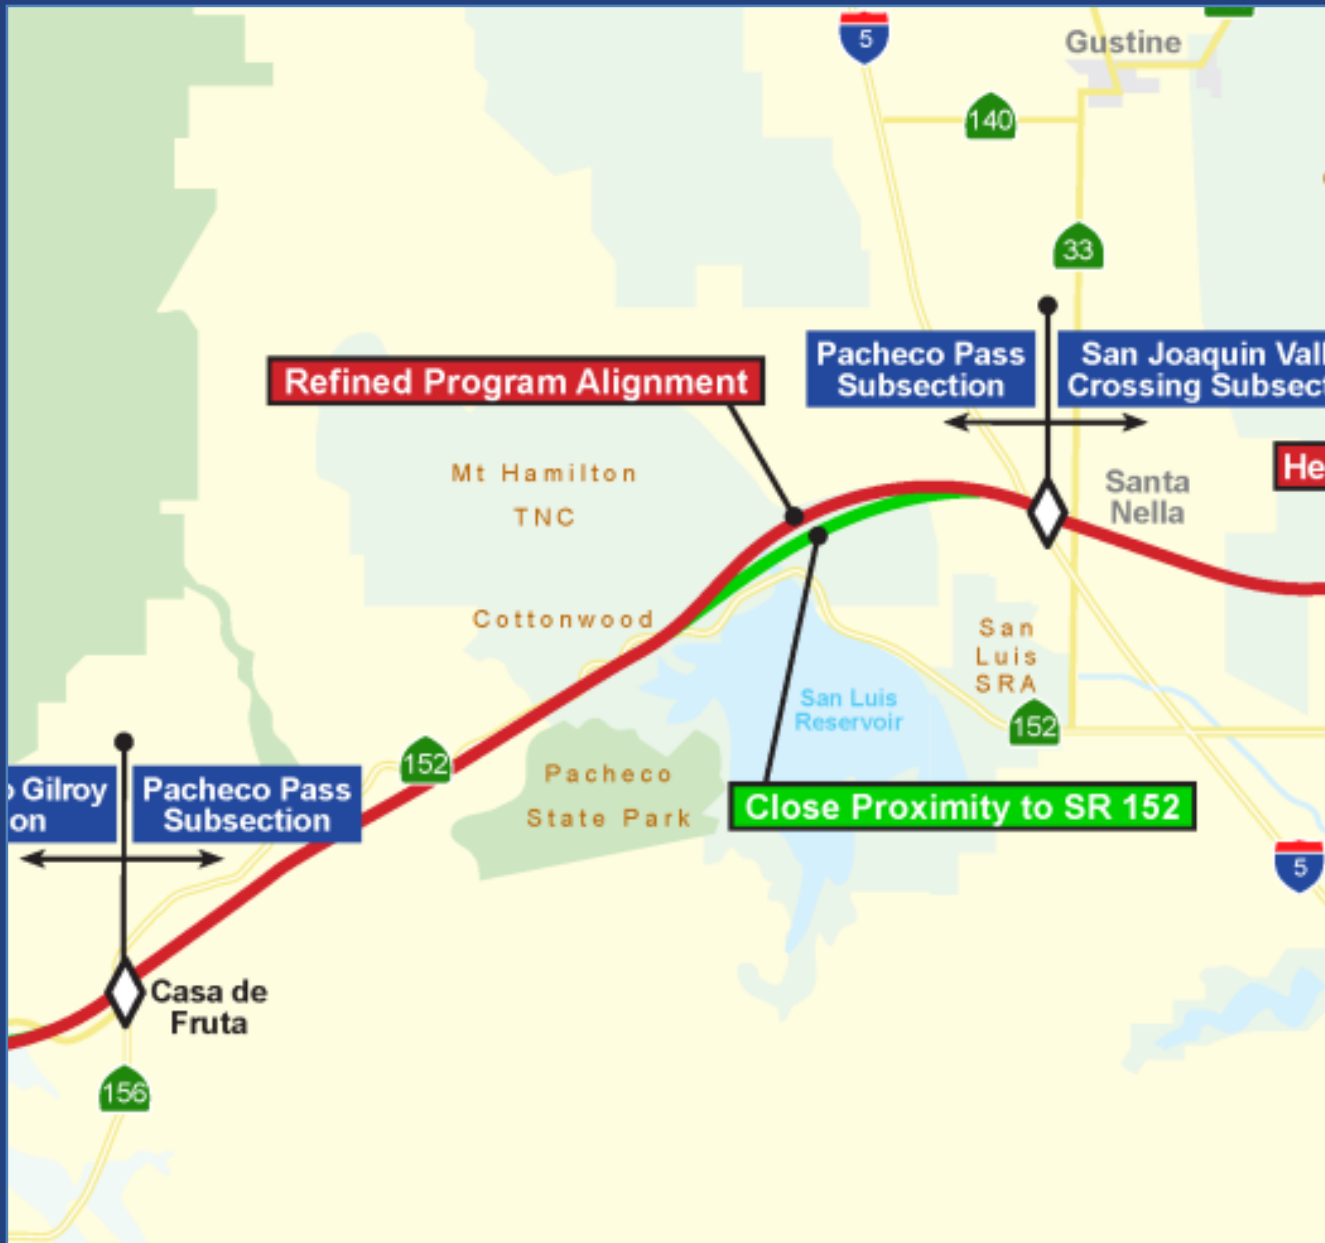 5
Gustine
140
33
Pacheco Pass
Subsection
San Joaquin Vall
Crossing Subsect
Refined Program Alignment
He
Mt Hamilton
TNC
Santa
Nella
Cottonwood
San
Luis
SRA
San Luis
Reservoir
152
152
Pacheco
State Park
Close Proximity to SR 152
o Gilroy
on
Pacheco Pass
Subsection
5
Casa de
Fruta
156